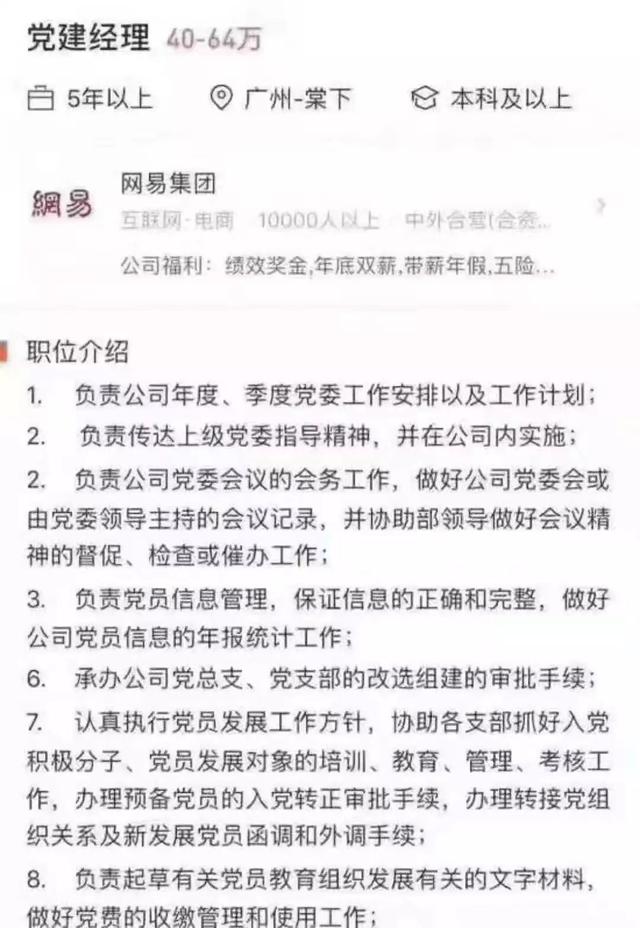 党建经理 40-64万
5年以上 广州-棠下 本科及以上
網易 网易集团
互联网·电商 10000人以上 中外合营(合资...
公司福利：绩效奖金,年底双薪,带薪年假,五险...
职位介绍
1. 负责公司年度、季度党委工作安排以及工作计划；
2. 负责传达上级党委指导精神，并在公司内实施；
2. 负责公司党委会议的会务工作，做好公司党委会或
由党委领导主持的会议记录，并协助部领导做好会议精
神的督促、检查或催办工作；
3. 负责党员信息管理，保证信息的正确和完整，做好
公司党员信息的年报统计工作；
6. 承办公司党总支、党支部的改选组建的审批手续；
7. 认真执行党员发展工作方针，协助各支部抓好入党
积极分子、党员发展对象的培训、教育、管理、考核工
作，办理预备党员的入党转正审批手续，办理转接党组
织关系及新发展党员函调和外调手续；
8. 负责起草有关党员教育组织发展有关的文字材料，
做好党费的收缴管理和使用工作；